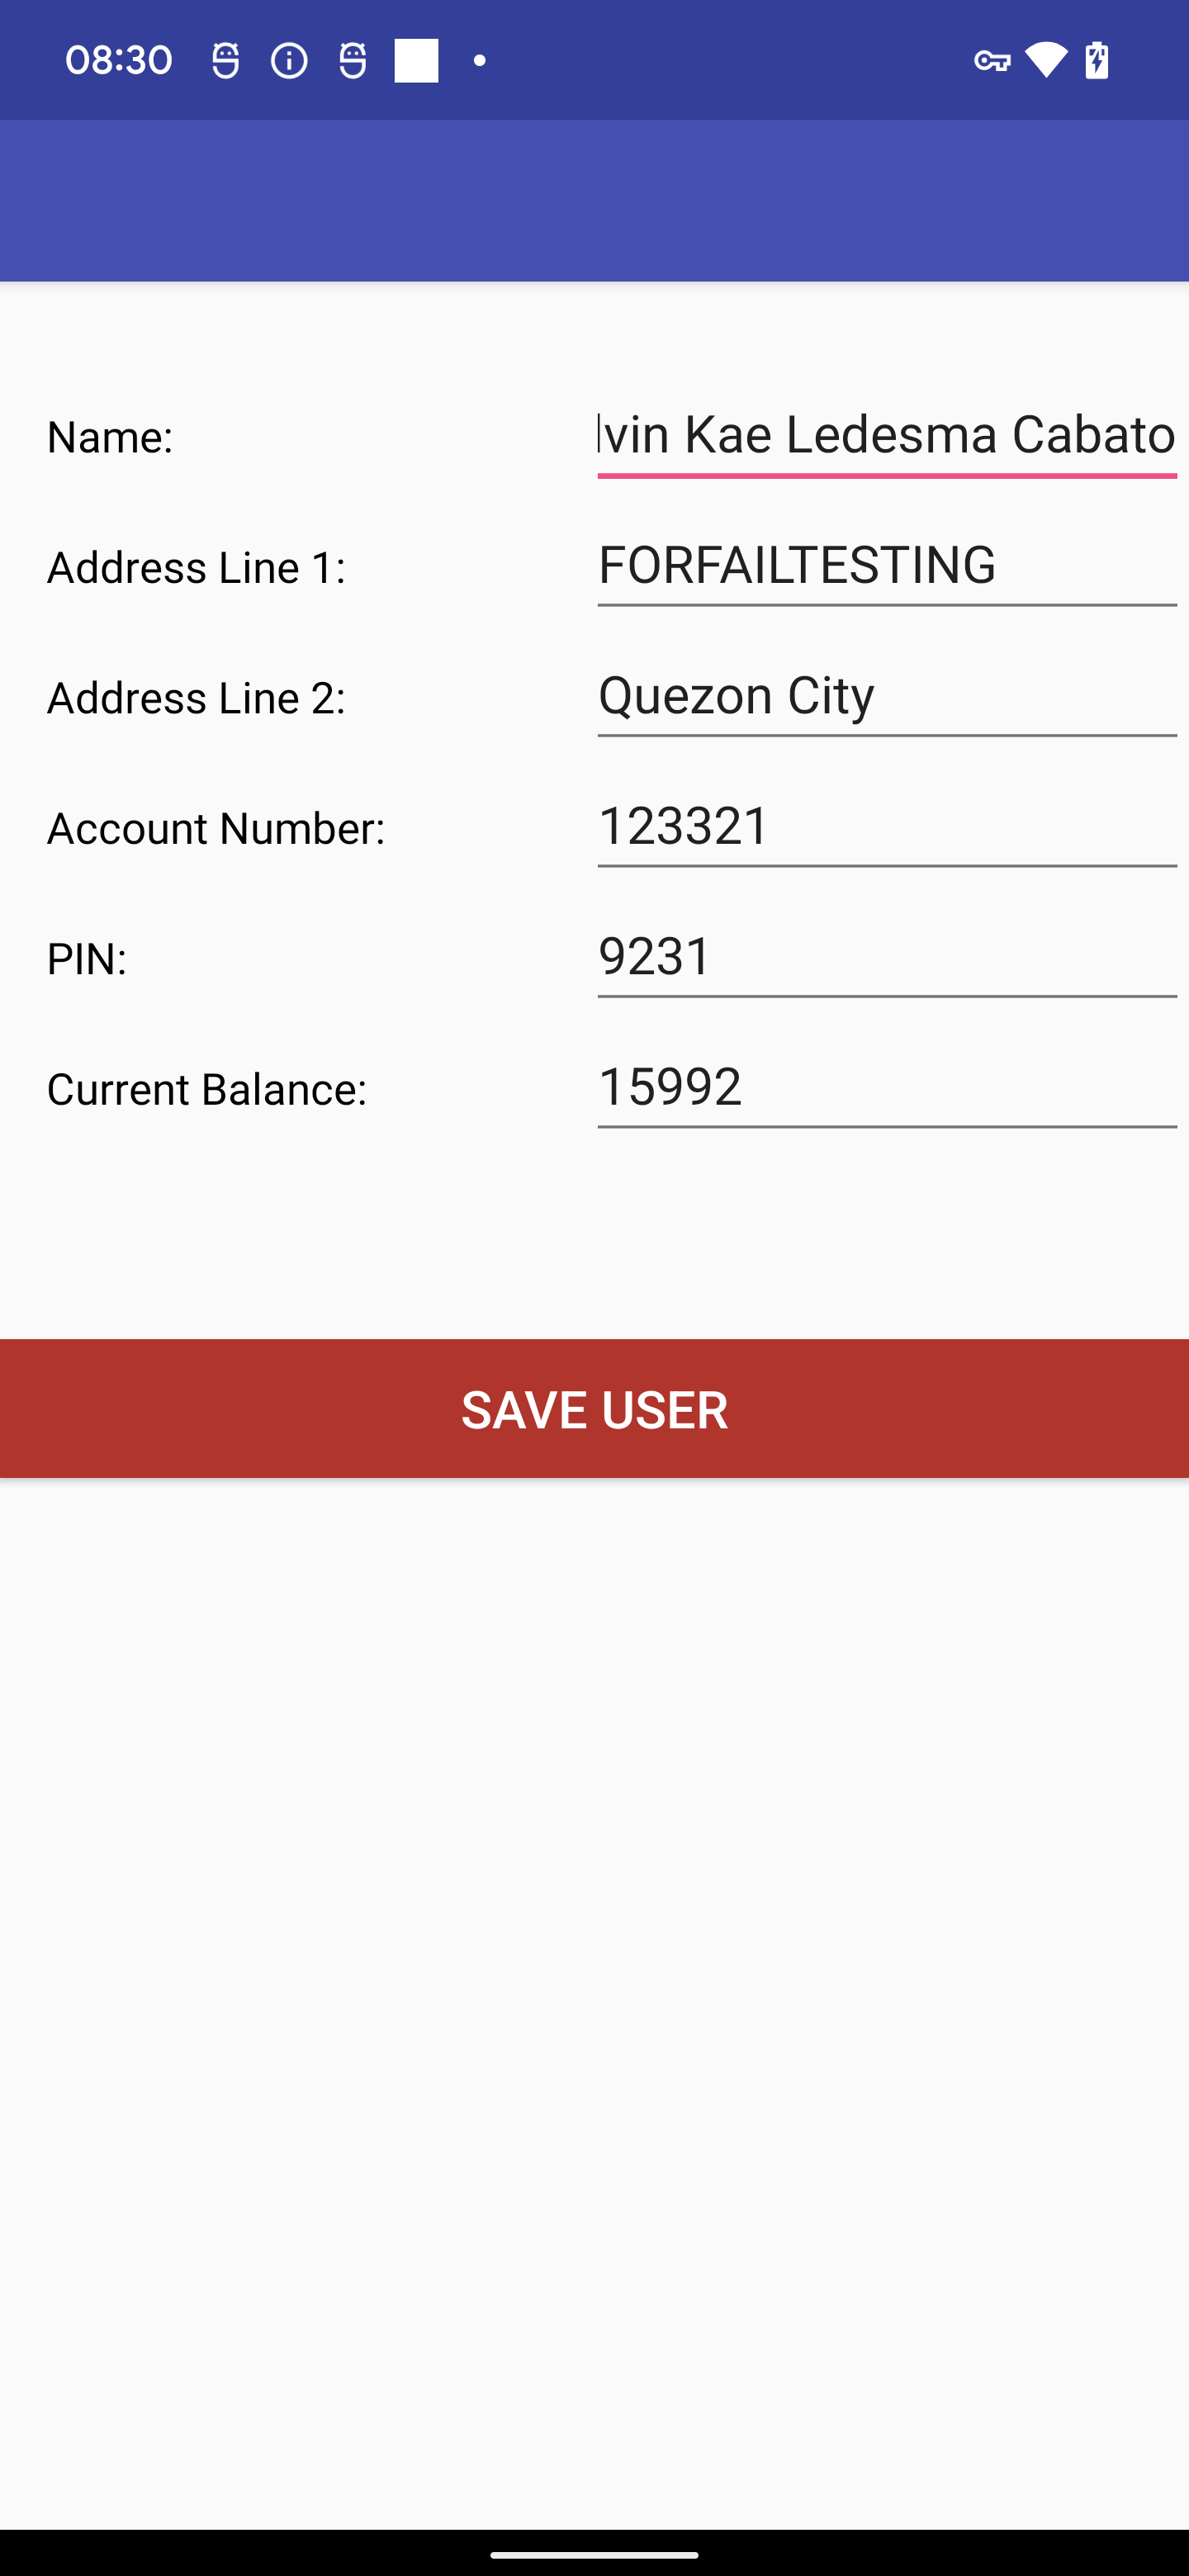 08:30
Name: lvin Kae Ledesma Cabato
Address Line 1: FORFAILTESTING
Address Line 2: Quezon City
Account Number: 123321
PIN: 9231
Current Balance: 15992
SAVE USER